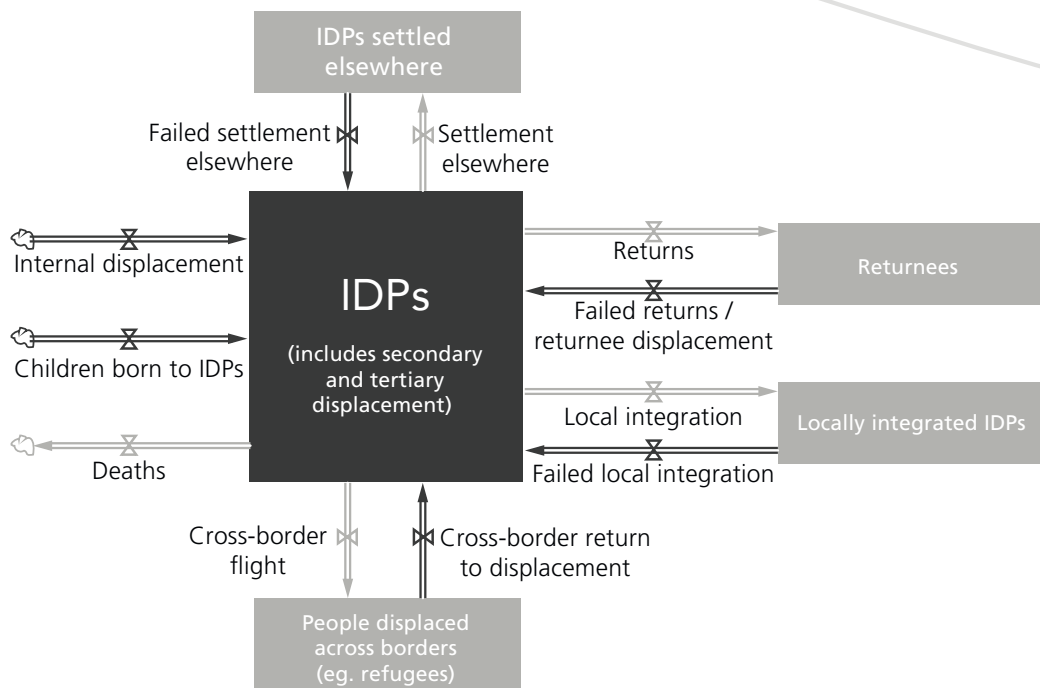 IDPs settled
elsewhere
Failed settlement
elsewhere
Settlement
elsewhere
Internal displacement
Children born to IDPs
Deaths
IDPs
(includes secondary
and tertiary
displacement)
Returns
Returnees
Failed returns /
returnee displacement
Local integration
Locally integrated IDPs
Failed local integration
Cross-border
flight
Cross-border return
to displacement
People displaced
across borders
(eg. refugees)